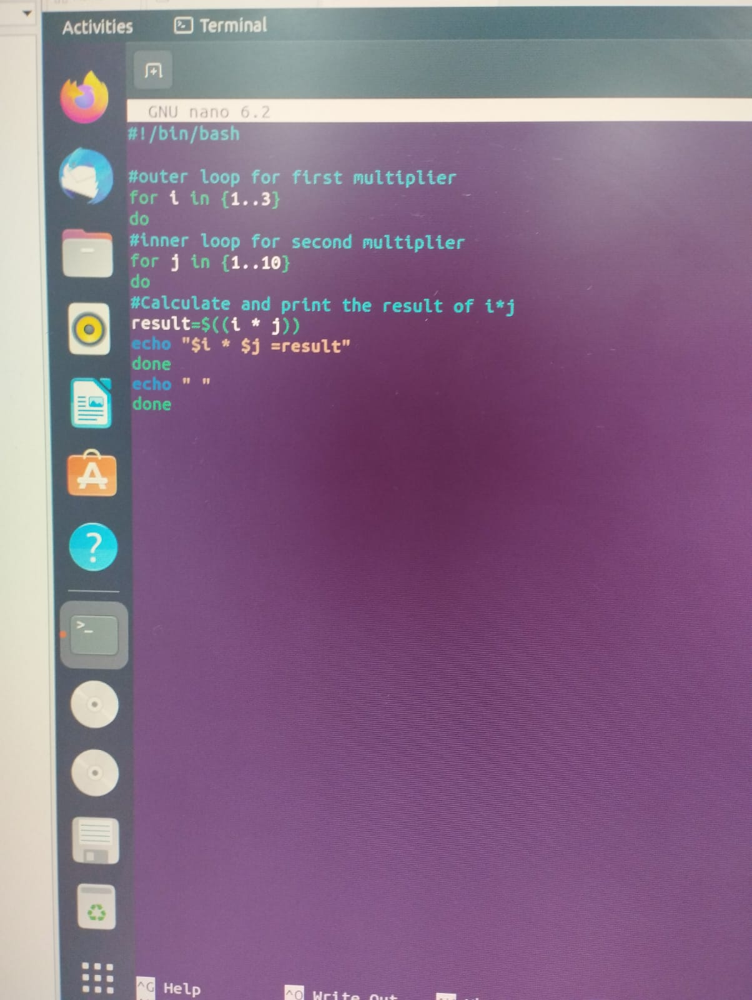 Activities Terminal
GNU nano 6.2
#!/bin/bash
#outer loop for first multiplier
for i in {1..3}
do
#inner loop for second multiplier
for j in {1..10}
do
#Calculate and print the result of i*j
result=$((i * j))
echo "$i * $j =result"
done
echo " "
done
^G Help ^O Write Out